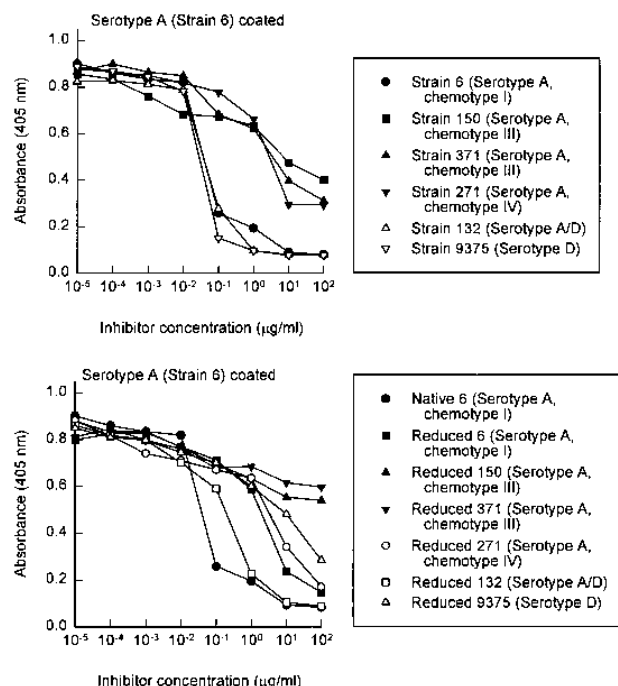 Serotype A (Strain 6) coated
Absorbance (405 nm)
1.0
0.8
0.6
0.4
0.2
0.0
10⁻⁵ 10⁻⁴ 10⁻³ 10⁻² 10⁻¹ 10⁰ 10¹ 10²
Inhibitor concentration (μg/ml)
Strain 6 (Serotype A,
chemotype I)
Strain 150 (Serotype A,
chemotype III)
Strain 371 (Serotype A,
chemotype III)
Strain 271 (Serotype A,
chemotype IV)
Strain 132 (Serotype A/D)
Strain 9375 (Serotype D)
Serotype A (Strain 6) coated
Absorbance (405 nm)
1.0
0.8
0.6
0.4
0.2
0.0
10⁻⁵ 10⁻⁴ 10⁻³ 10⁻² 10⁻¹ 10⁰ 10¹ 10²
Inhibitor concentration (μg/ml)
Native 6 (Serotype A,
chemotype I)
Reduced 6 (Serotype A,
chemotype I)
Reduced 150 (Serotype A,
chemotype III)
Reduced 371 (Serotype A,
chemotype III)
Reduced 271 (Serotype A,
chemotype IV)
Reduced 132 (Serotype A/D)
Reduced 9375 (Serotype D)